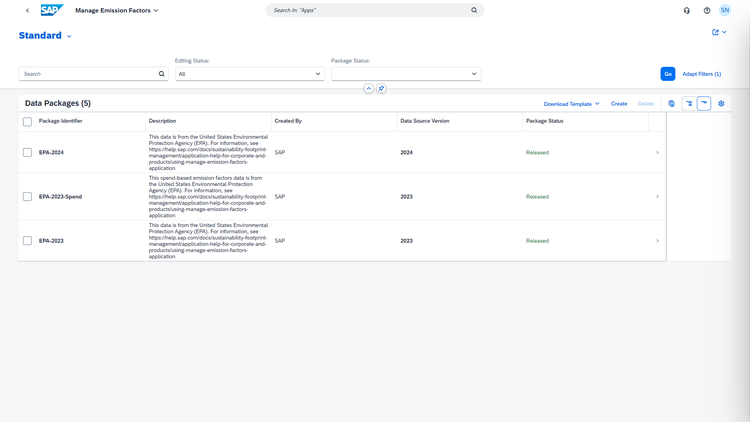 SAP
Manage Emission Factors
Search In: "Apps"
SN
Standard
Editing Status:
Package Status:
Search
All
Go
Adapt Filters (1)
Data Packages (5)
Download Template
Create
Delete
Package Identifier
Description
Created By
Data Source Version
Package Status
EPA-2024
This data is from the United States Environmental
Protection Agency (EPA). For information, see
https://help.sap.com/docs/sustainability-footprint-
management/application-help-for-corporate-and-
products/using-manage-emission-factors-
application
SAP
2024
Released
EPA-2023-Spend
This spend-based emission factors data is from
the United States Environmental Protection
Agency (EPA). For information, see
https://help.sap.com/docs/sustainability-footprint-
management/application-help-for-corporate-and-
products/using-manage-emission-factors-
application
SAP
2023
Released
EPA-2023
This data is from the United States Environmental
Protection Agency (EPA). For information, see
https://help.sap.com/docs/sustainability-footprint-
management/application-help-for-corporate-and-
products/using-manage-emission-factors-
application
SAP
2023
Released